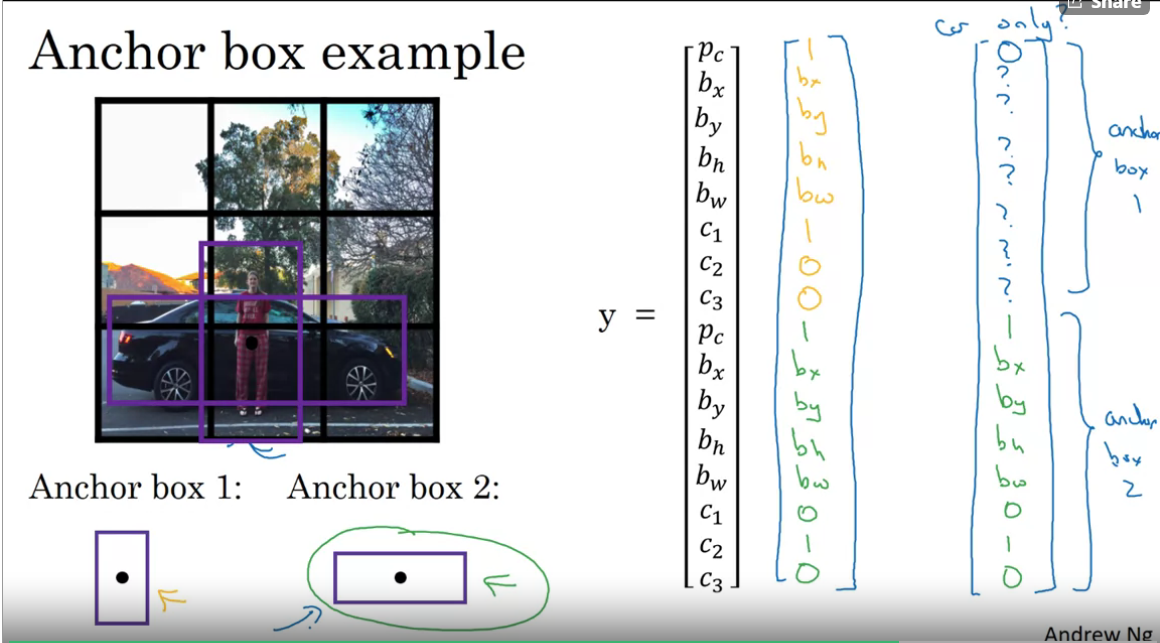 Share
Anchor box example
car only?
y =
p_c
b_x
b_y
b_h
b_w
c_1
c_2
c_3
p_c
b_x
b_y
b_h
b_w
c_1
c_2
c_3
1
bx
by
bh
bw
1
0
0
1
bx
by
bh
bw
0
1
0
0
?
?
?
?
?
?
?
1
bx
by
bh
bw
0
1
0
anchor
box
1
anchor
box
2
Anchor box 1: Anchor box 2:
?
Andrew Ng